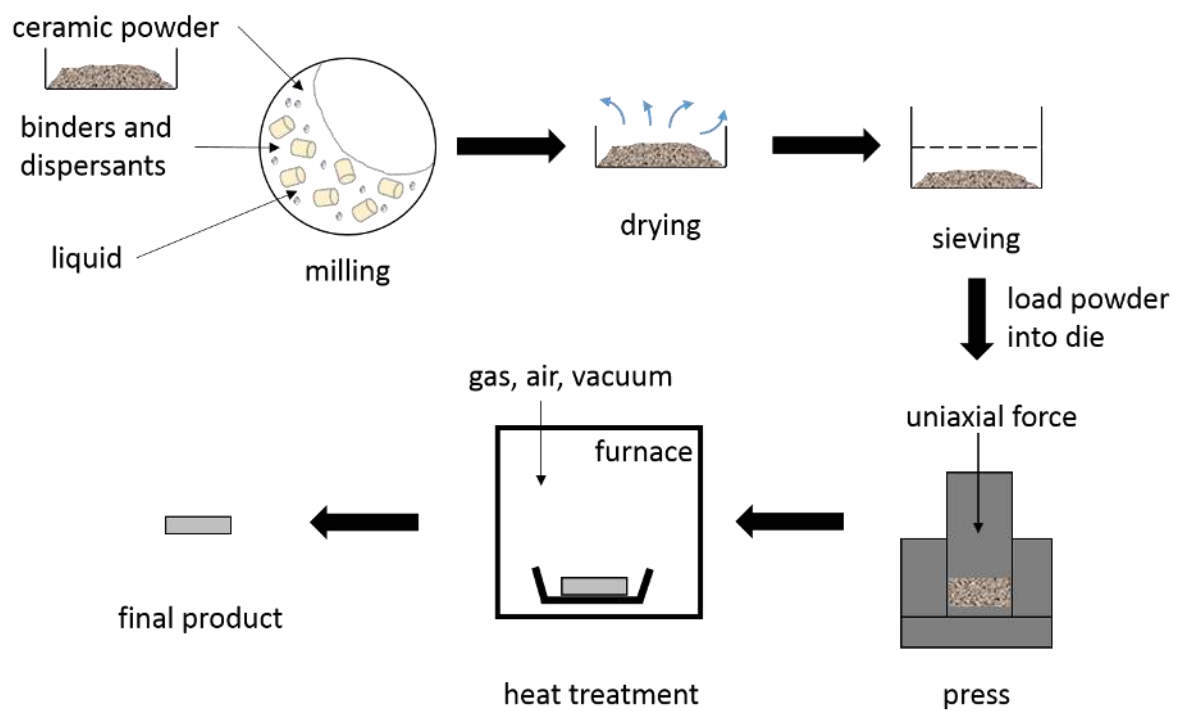 ceramic powder
binders and
dispersants
liquid
milling
drying
sieving
load powder
into die
uniaxial force
press
gas, air, vacuum
furnace
heat treatment
final product